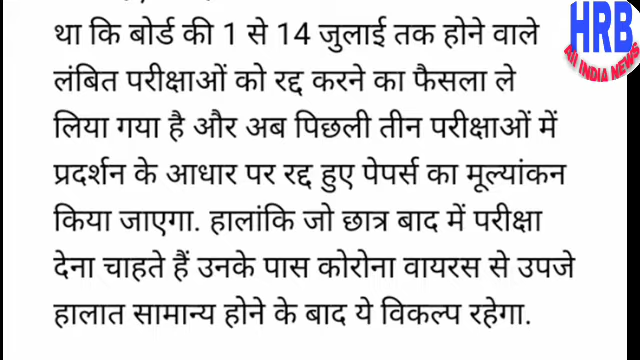 था कि बोर्ड की 1 से 14 जुलाई तक होने वाले
लंबित परीक्षाओं को रद्द करने का फैसला ले
लिया गया है और अब पिछली तीन परीक्षाओं में
प्रदर्शन के आधार पर रद्द हुए पेपर्स का मूल्यांकन
किया जाएगा. हालांकि जो छात्र बाद में परीक्षा
देना चाहते हैं उनके पास कोरोना वायरस से उपजे
हालात सामान्य होने के बाद ये विकल्प रहेगा.
HRB
All INDIA NEWS